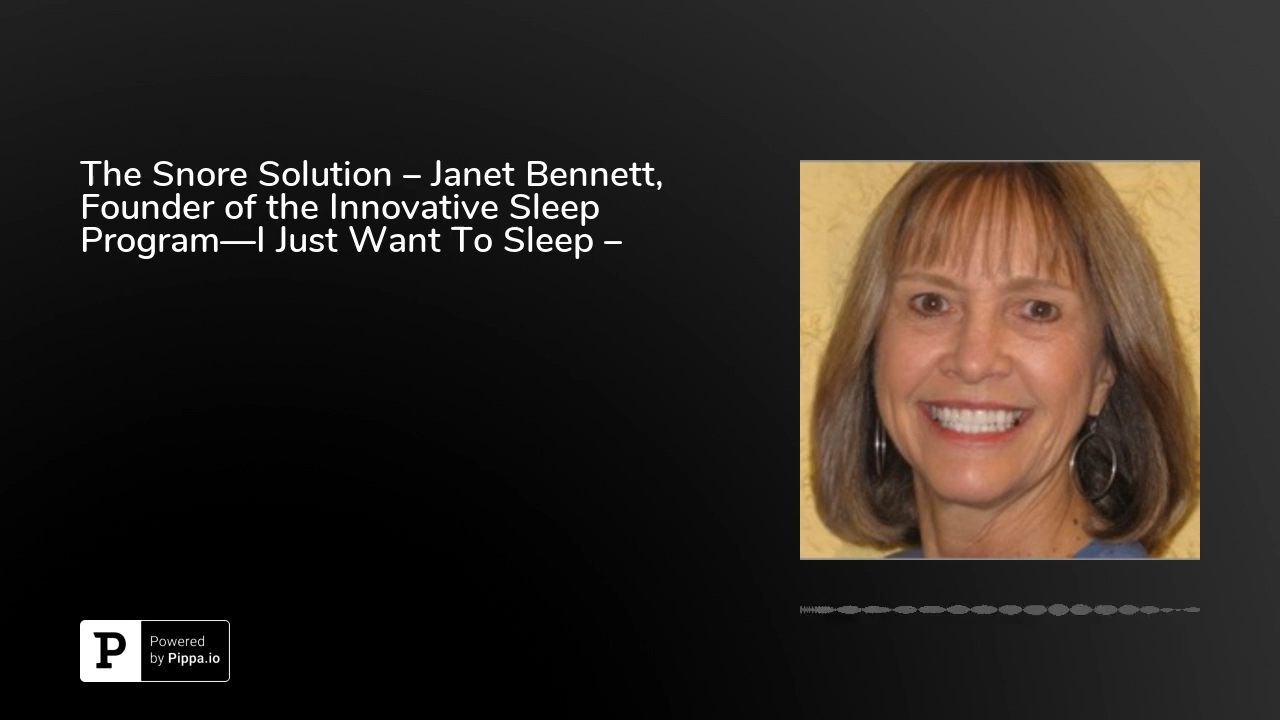 The Snore Solution – Janet Bennett,
Founder of the Innovative Sleep
Program—I Just Want To Sleep –
P
Powered
by Pippa.io